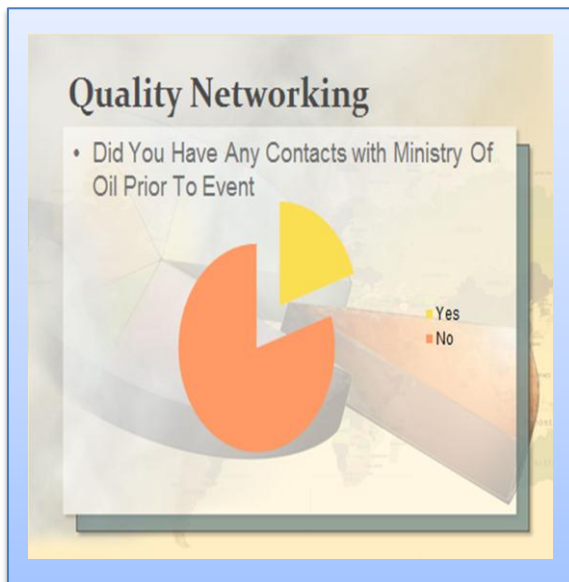 Quality Networking
• Did You Have Any Contacts with Ministry Of
Oil Prior To Event
Yes
No